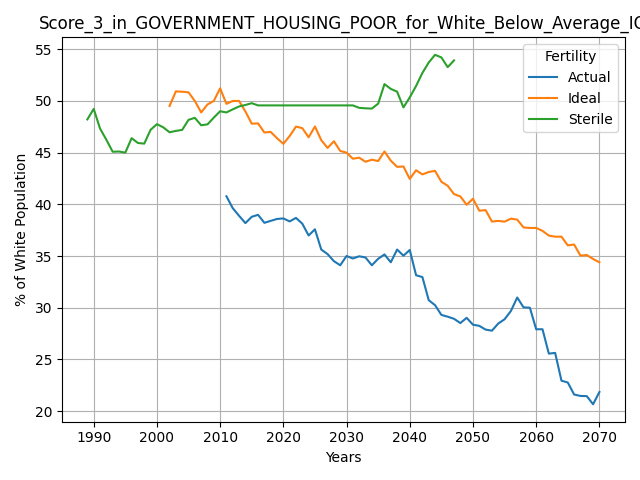 Score_3_in_GOVERNMENT_HOUSING_POOR_for_White_Below_Average_IC
Fertility
Actual
Ideal
Sterile
% of White Population
55
50
45
40
35
30
25
20
1990 2000 2010 2020 2030 2040 2050 2060 2070
Years